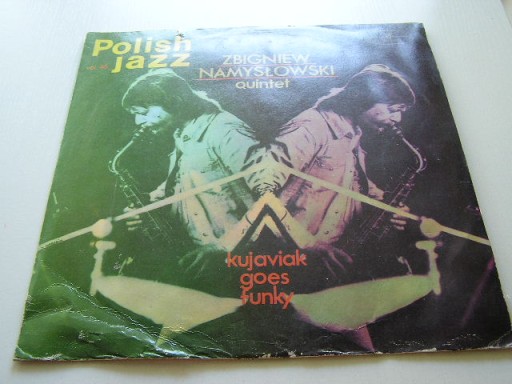 Polish
jazz
ZBIGNIEW
NAMYSŁOWSKI
quintet
kujaviak
goes
funky